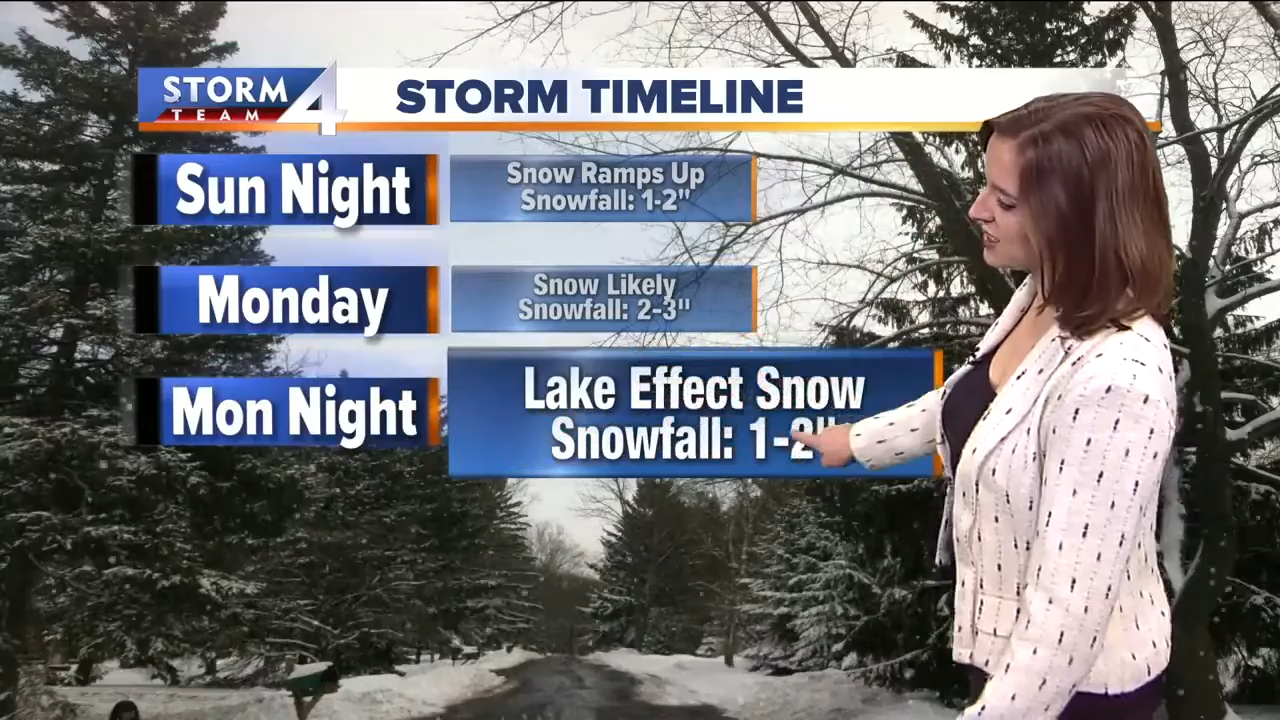 STORM
TEAM 4
STORM TIMELINE
Sun Night
Snow Ramps Up
Snowfall: 1-2"
Monday
Snow Likely
Snowfall: 2-3"
Mon Night
Lake Effect Snow
Snowfall: 1-2"